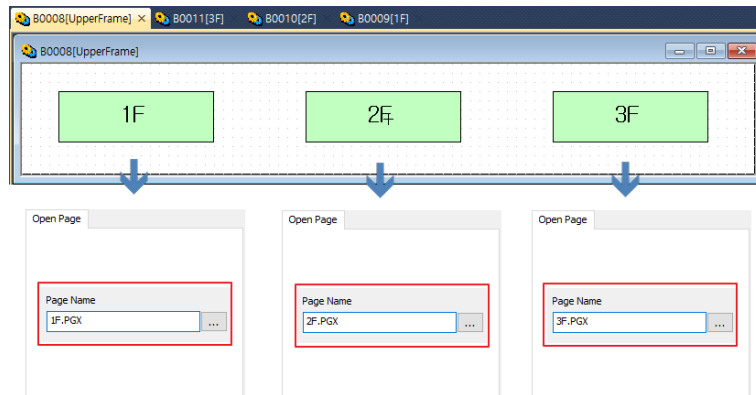 B0008[UpperFrame] B0011[3F] B0010[2F] B0009[1F]
B0008[UpperFrame]
1F 2F 3F
Open Page Open Page Open Page
Page Name Page Name Page Name
1F.PGX ... 2F.PGX ... 3F.PGX ...